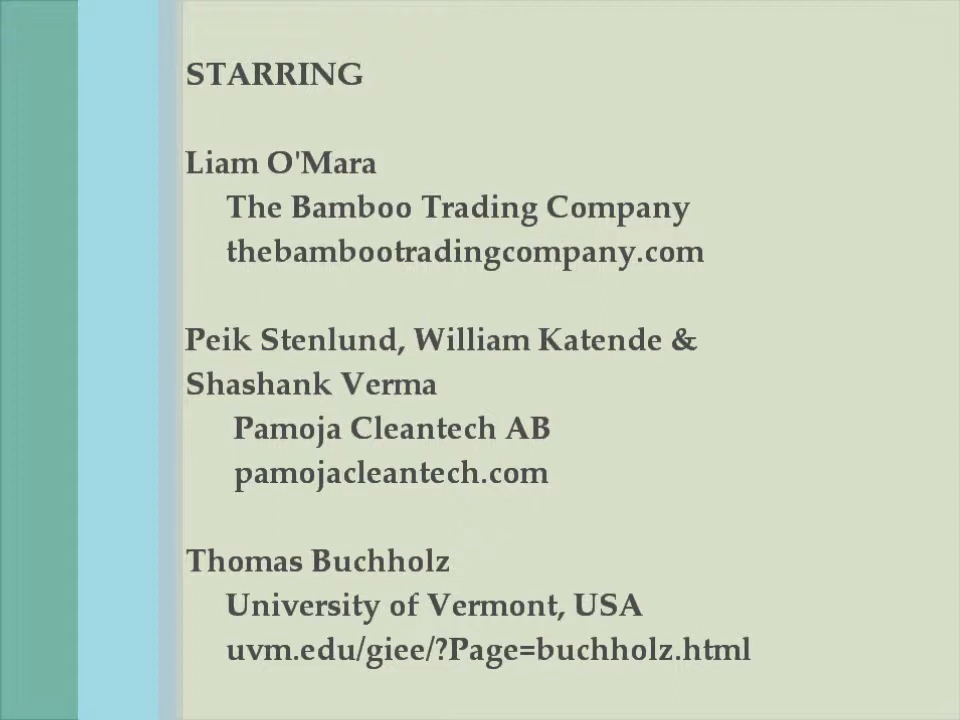 STARRING
Liam O'Mara
The Bamboo Trading Company
thebambootradingcompany.com
Peik Stenlund, William Katende &
Shashank Verma
Pamoja Cleantech AB
pamojacleantech.com
Thomas Buchholz
University of Vermont, USA
uvm.edu/giee/?Page=buchholz.html